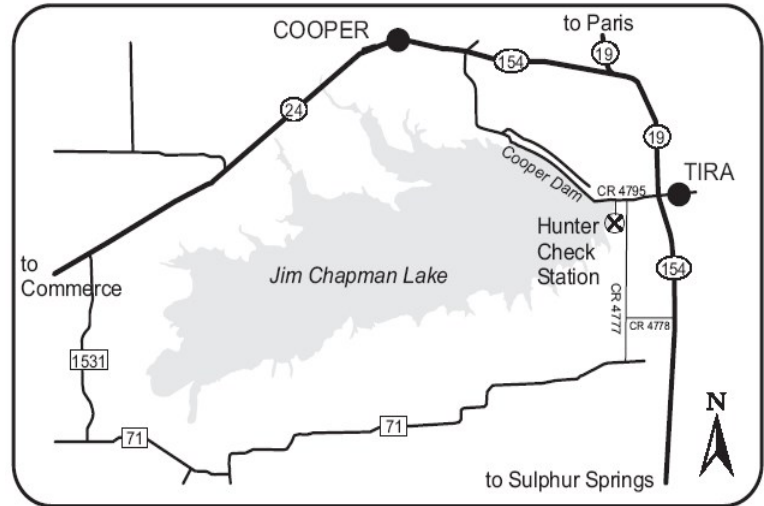 to Paris
COOPER
19
154
24
19
Cooper Dam
TIRA
CR 4795
Hunter
Check
Station
to
Commerce
Jim Chapman Lake
154
CR 4777
CR 4778
1531
71
71
N
to Sulphur Springs